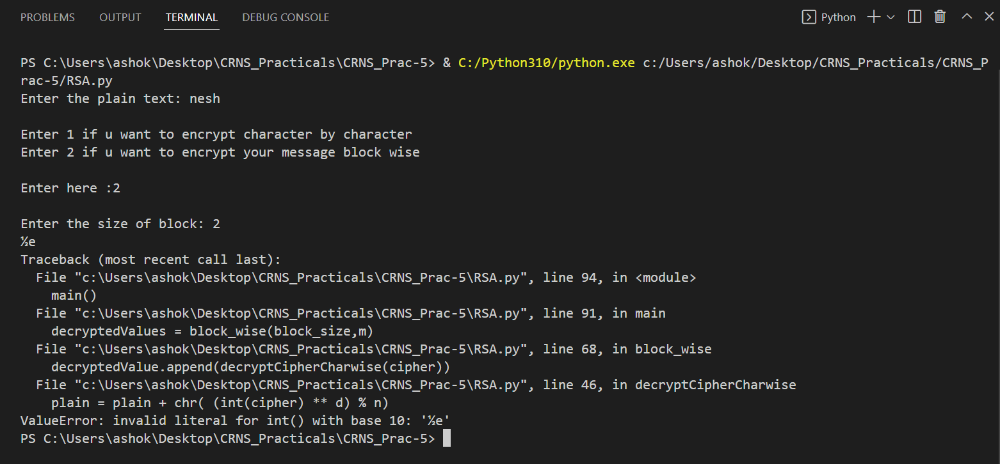 PROBLEMS OUTPUT TERMINAL DEBUG CONSOLE Python
PS C:\Users\ashok\Desktop\CRNS_Practicals\CRNS_Prac-5> & C:/Python310/python.exe c:/Users/ashok/Desktop/CRNS_Practicals/CRNS_P
rac-5/RSA.py
Enter the plain text: nesh
Enter 1 if u want to encrypt character by character
Enter 2 if u want to encrypt your message block wise
Enter here :2
Enter the size of block: 2
½e
Traceback (most recent call last):
File "c:\Users\ashok\Desktop\CRNS_Practicals\CRNS_Prac-5\RSA.py", line 94, in <module>
main()
File "c:\Users\ashok\Desktop\CRNS_Practicals\CRNS_Prac-5\RSA.py", line 91, in main
decryptedValues = block_wise(block_size,m)
File "c:\Users\ashok\Desktop\CRNS_Practicals\CRNS_Prac-5\RSA.py", line 68, in block_wise
decryptedValue.append(decryptCipherCharwise(cipher))
File "c:\Users\ashok\Desktop\CRNS_Practicals\CRNS_Prac-5\RSA.py", line 46, in decryptCipherCharwise
plain = plain + chr( (int(cipher) ** d) % n)
ValueError: invalid literal for int() with base 10: '½e'
PS C:\Users\ashok\Desktop\CRNS_Practicals\CRNS_Prac-5>